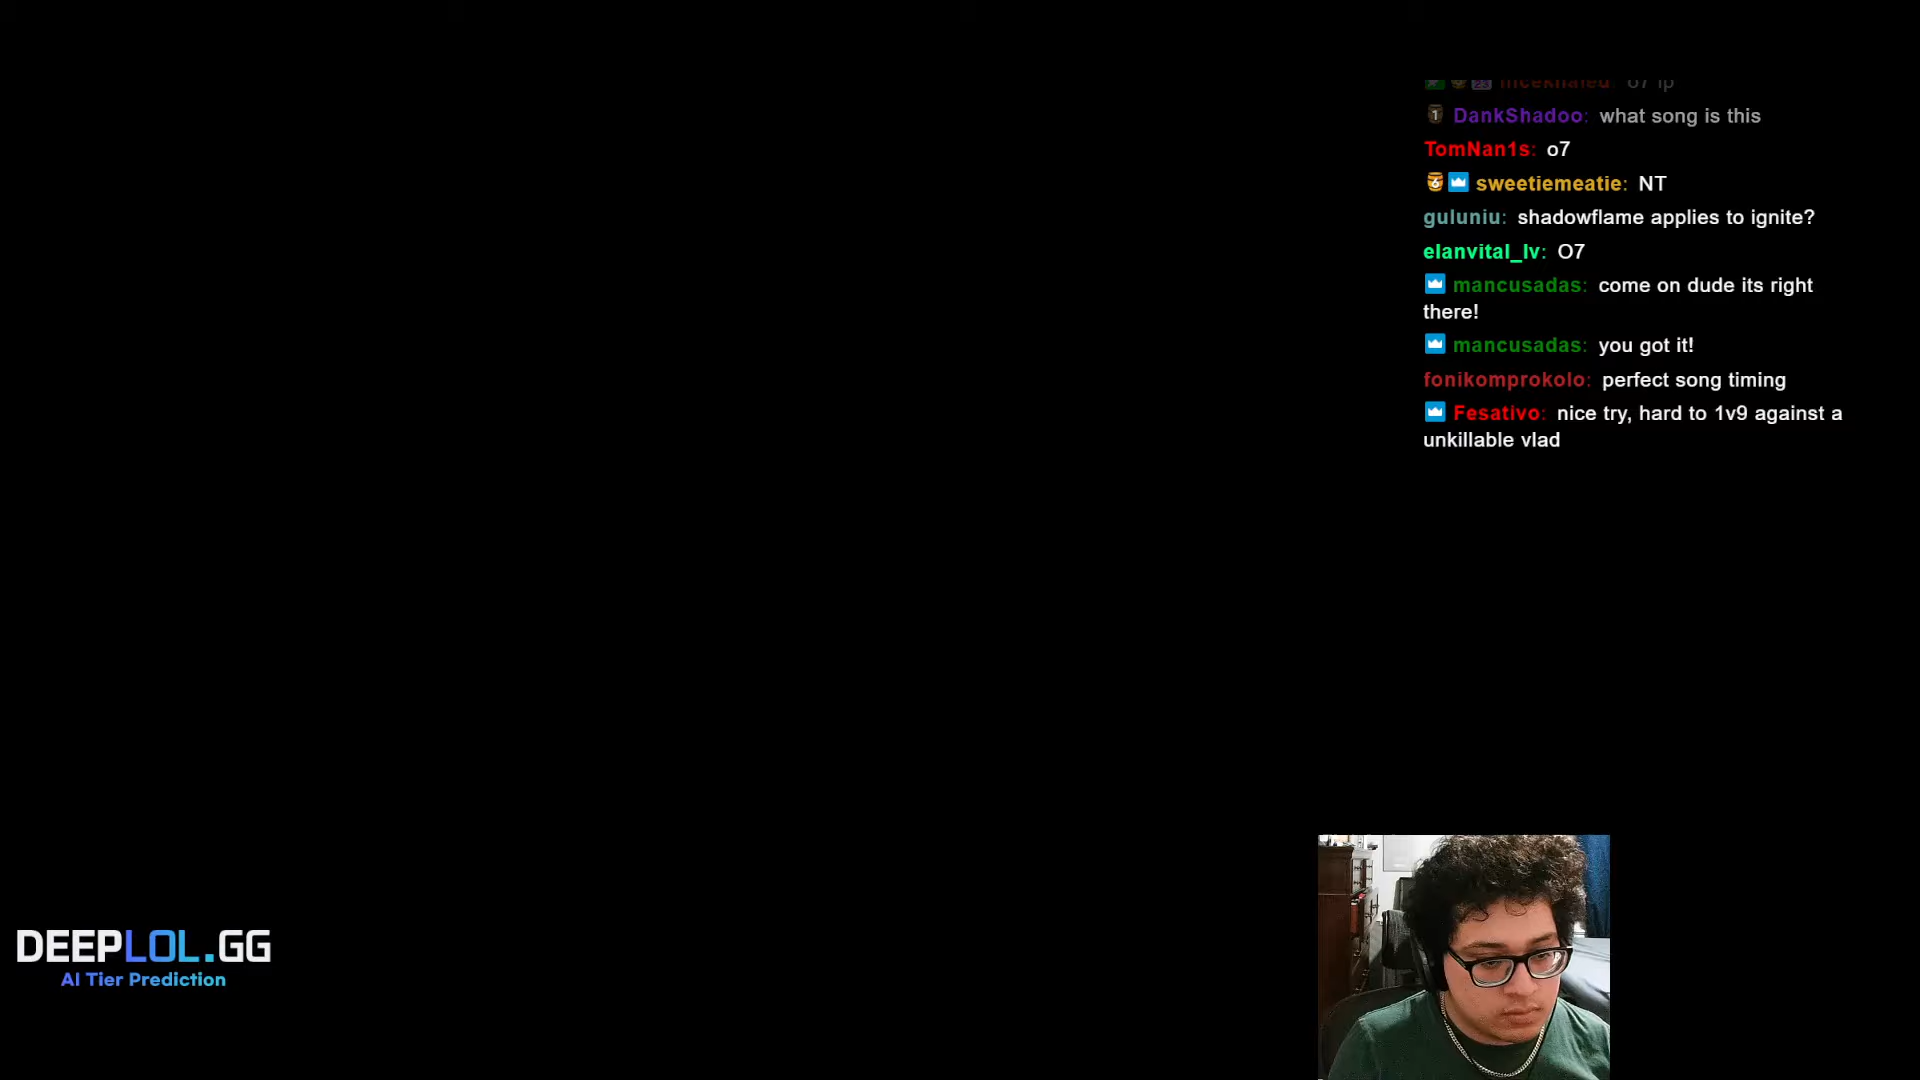 o7 lp
DankShadoo: what song is this
TomNan1s: o7
sweetiemeatie: NT
guluniu: shadowflame applies to ignite?
elanvital_lv: O7
mancusadas: come on dude its right
there!
mancusadas: you got it!
fonikomprokolo: perfect song timing
Fesativo: nice try, hard to 1v9 against a
unkillable vlad
DEEPLOL.GG
AI Tier Prediction